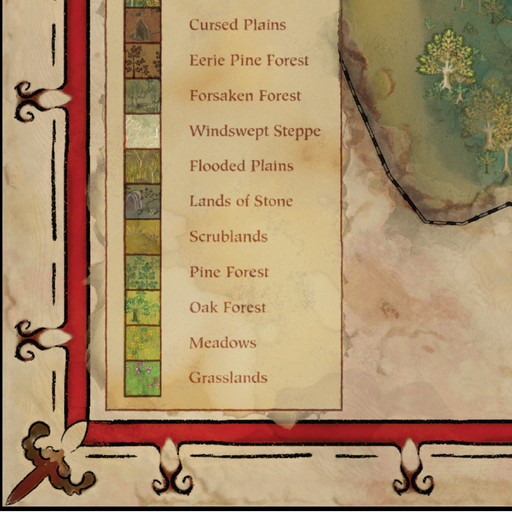 Cursed Plains
Eerie Pine Forest
Forsaken Forest
Windswept Steppe
Flooded Plains
Lands of Stone
Scrublands
Pine Forest
Oak Forest
Meadows
Grasslands